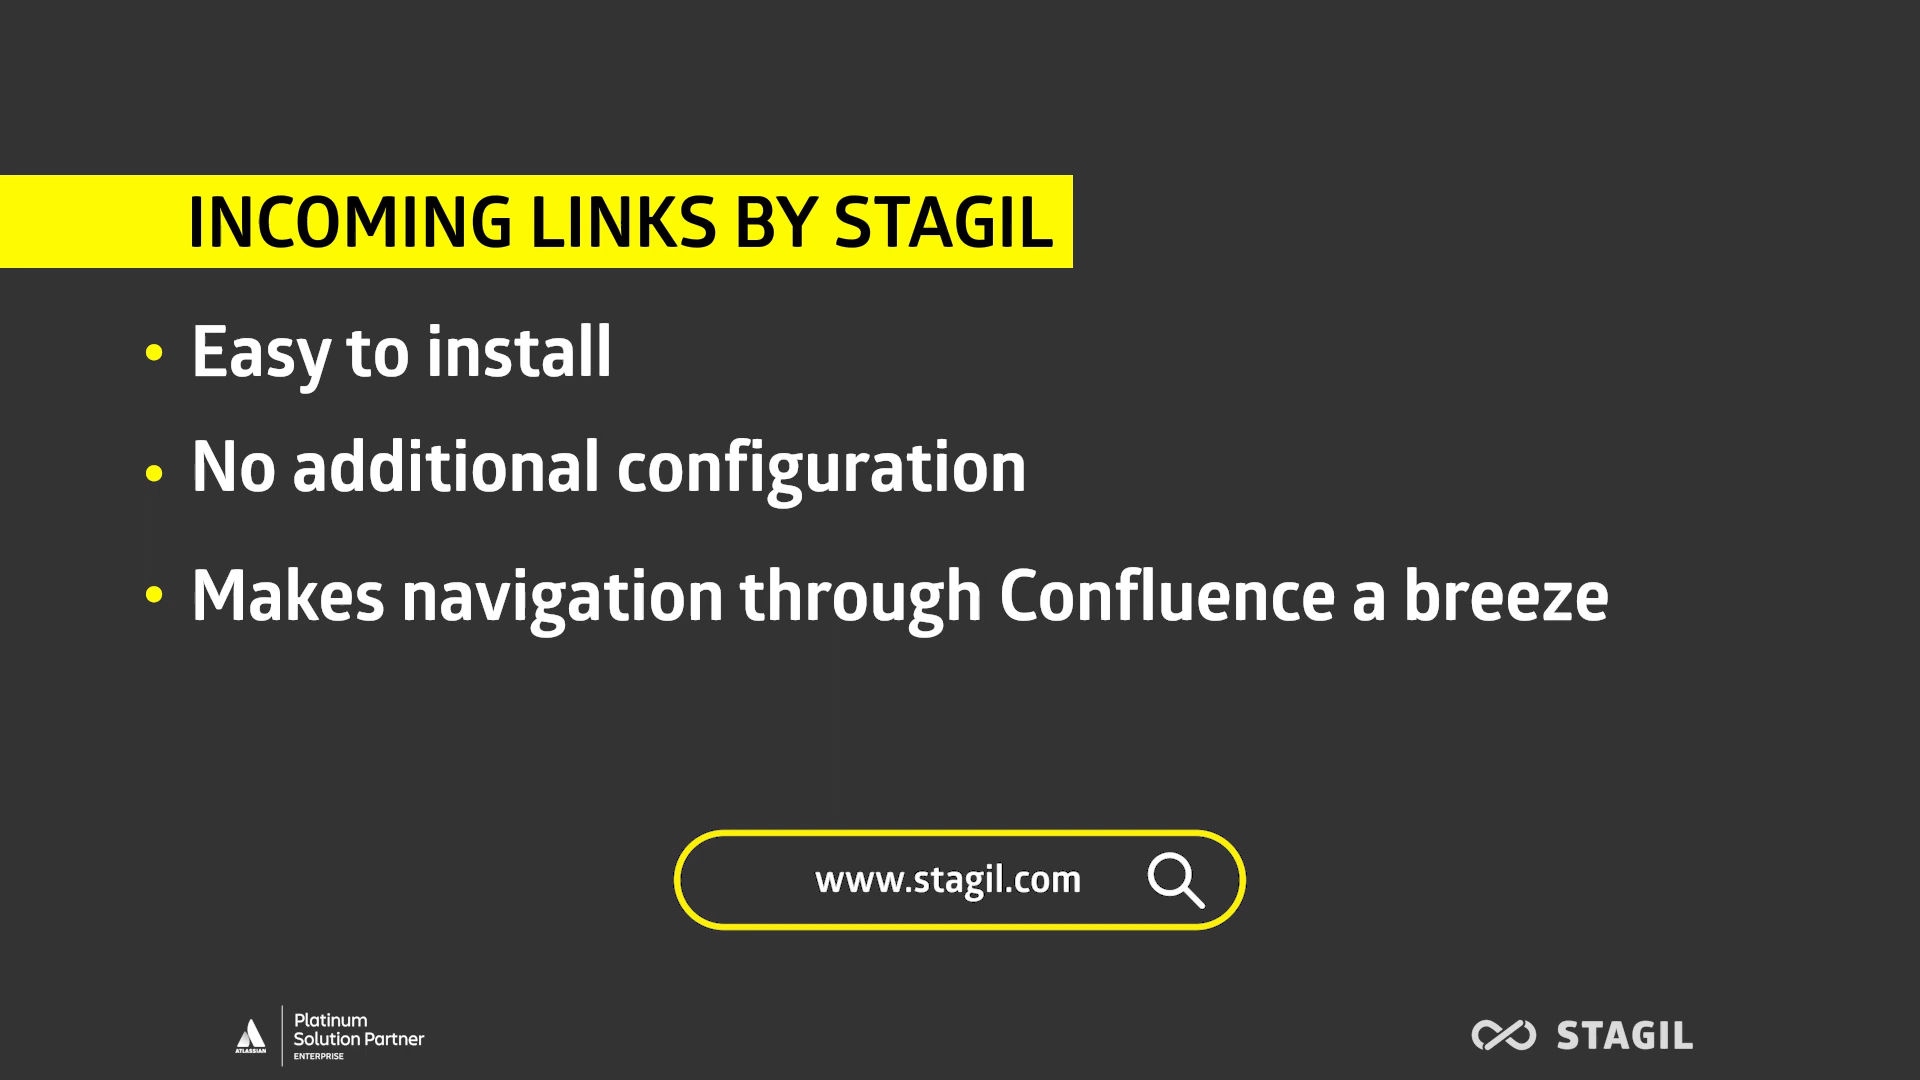 INCOMING LINKS BY STAGIL
• Easy to install
• No additional configuration
• Makes navigation through Confluence a breeze
www.stagil.com
ATLASSIAN
Platinum
Solution Partner
ENTERPRISE
STAGIL